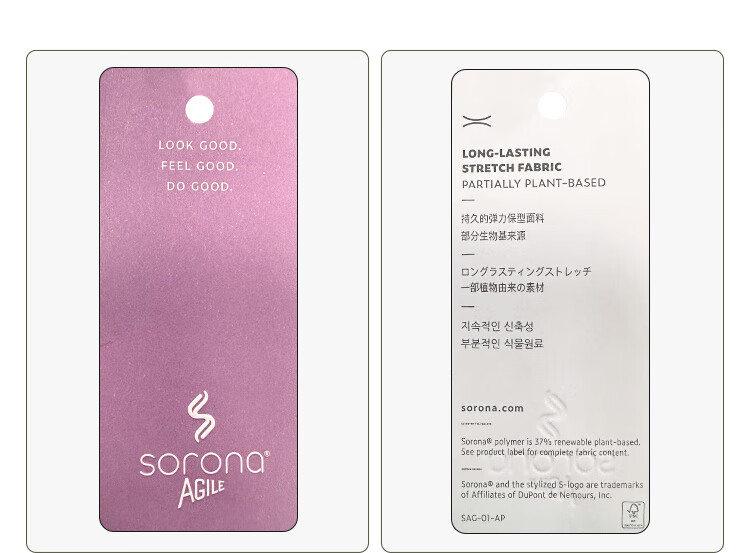 LOOK GOOD.
FEEL GOOD.
DO GOOD.
sorona®
AGILE
LONG-LASTING
STRETCH FABRIC
PARTIALLY PLANT-BASED
持久的弹力保型面料
部分生物基来源
ロングラスティングストレッチ
一部植物由来の素材
지속적인 신축성
부분적인 식물원료
sorona.com
Sorona® polymer is 37% renewable plant-based.
See product label for complete fabric content.
Sorona® and the stylized S-logo are trademarks
of Affiliates of DuPont de Nemours, Inc.
SAG-01-AP
FSC